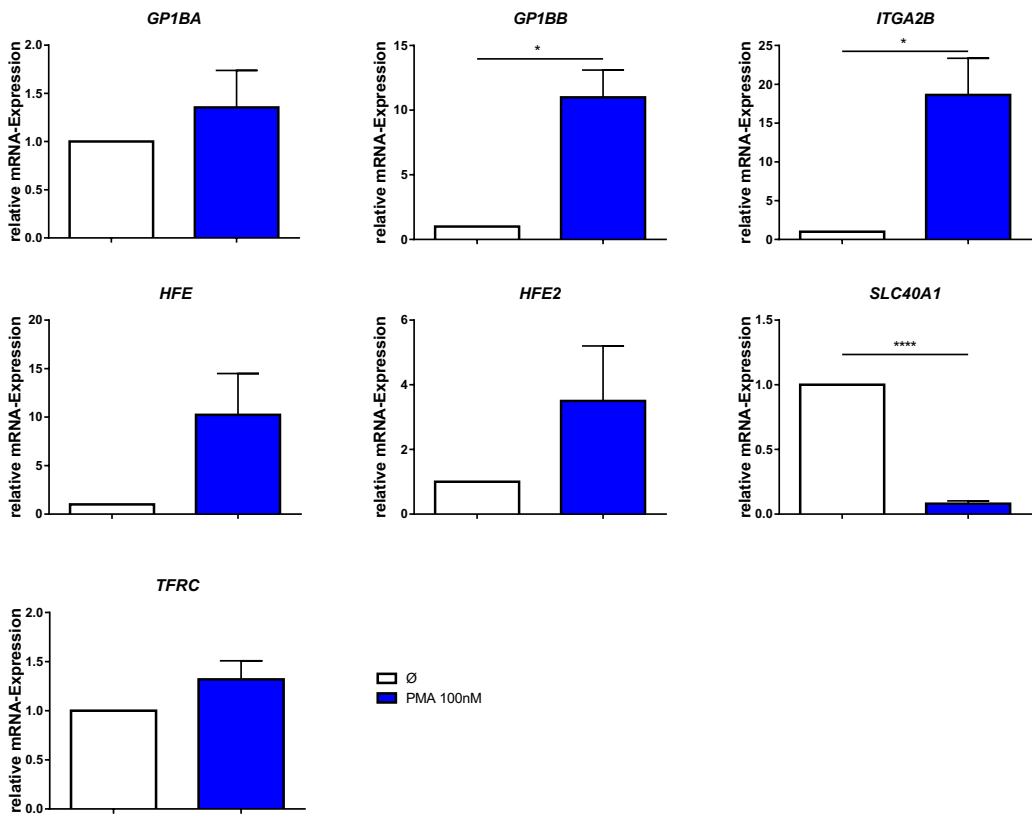 GP1BA
relative mRNA-Expression
2.0
1.5
1.0
0.5
0.0
GP1BB
relative mRNA-Expression
*
15
10
5
0
ITGA2B
relative mRNA-Expression
*
25
20
15
10
5
0
HFE
relative mRNA-Expression
20
15
10
5
0
HFE2
relative mRNA-Expression
6
4
2
0
SLC40A1
relative mRNA-Expression
****
1.5
1.0
0.5
0.0
TFRC
relative mRNA-Expression
2.0
1.5
1.0
0.5
0.0
Ø
PMA 100nM